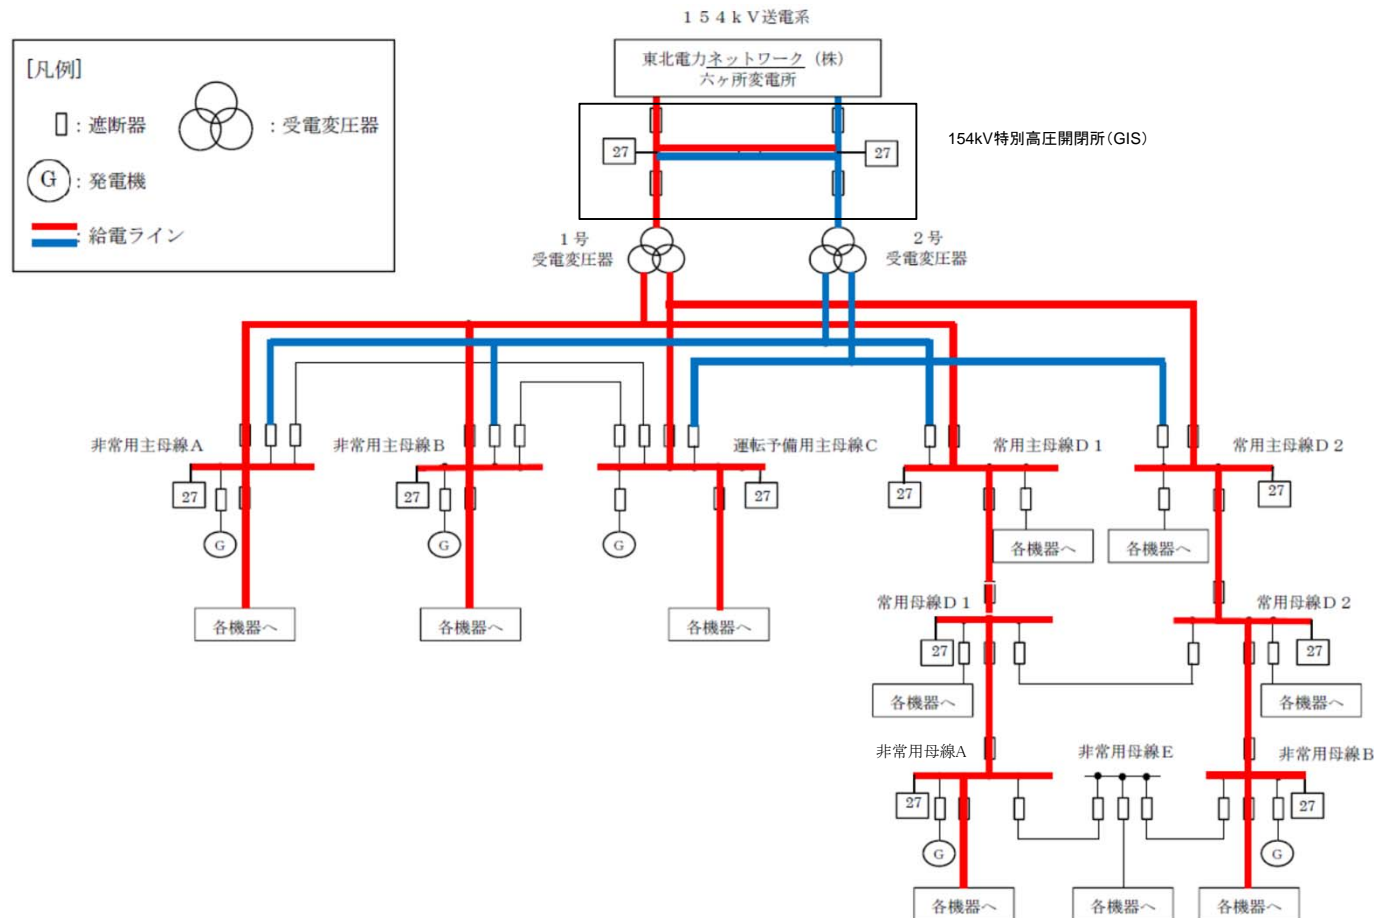 154kV送電系
[凡例]
:遮断器
:受電変圧器
G
:発電機
:給電ライン
東北電力ネットワーク(株)
六ヶ所変電所
27
27
154kV特別高圧開閉所(GIS)
1号
受電変圧器
2号
受電変圧器
非常用主母線A
非常用主母線B
運転予備用主母線C
常用主母線D1
常用主母線D2
27
27
27
27
27
G
G
G
各機器へ
各機器へ
各機器へ
各機器へ
各機器へ
常用母線D1
常用母線D2
27
27
各機器へ
各機器へ
非常用母線A
非常用母線E
非常用母線B
27
27
G
G
各機器へ
各機器へ
各機器へ